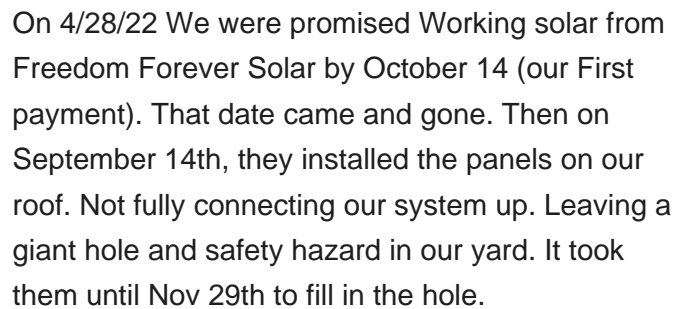 On 4/28/22 We were promised Working solar from
Freedom Forever Solar by October 14 (our First
payment). That date came and gone. Then on
September 14th, they installed the panels on our
roof. Not fully connecting our system up. Leaving a
giant hole and safety hazard in our yard. It took
them until Nov 29th to fill in the hole.